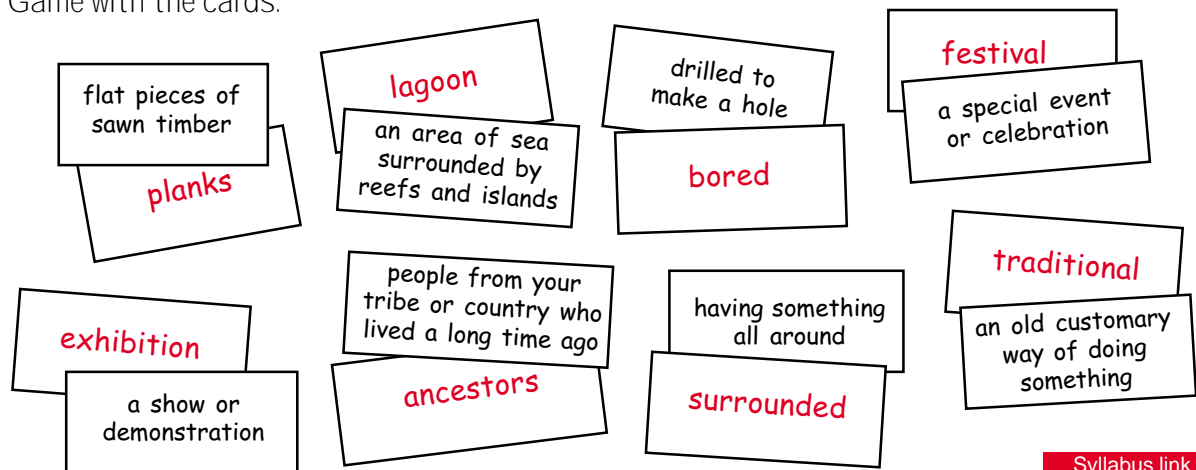 Game with the cards.
flat pieces of
sawn timber
planks
lagoon
an area of sea
surrounded by
reefs and islands
drilled to
make a hole
bored
festival
a special event
or celebration
exhibition
a show or
demonstration
people from your
tribe or country who
lived a long time ago
ancestors
having something
all around
surrounded
traditional
an old customary
way of doing
something
Syllabus link